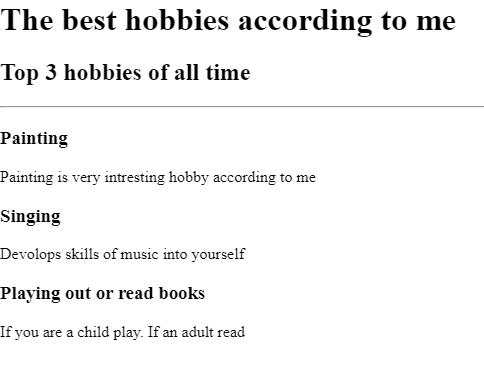 The best hobbies according to me
Top 3 hobbies of all time
Painting
Painting is very intresting hobby according to me
Singing
Devolops skills of music into yourself
Playing out or read books
If you are a child play. If an adult read